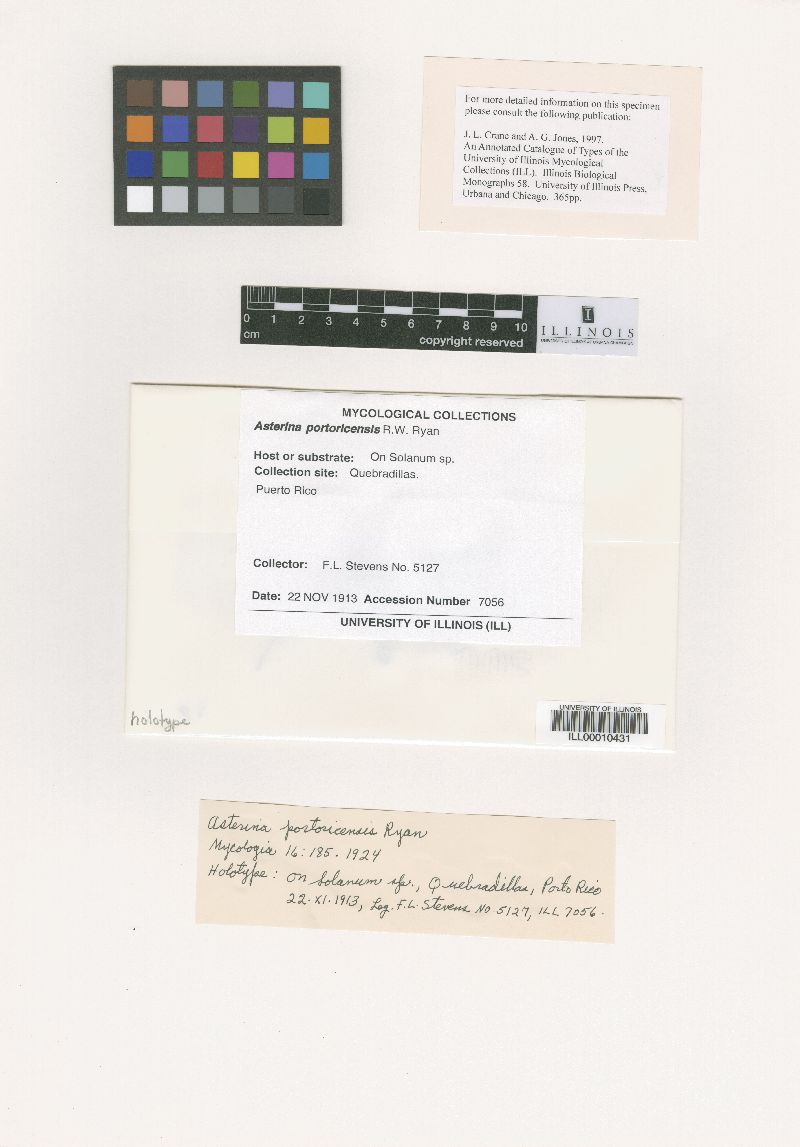 For more detailed information on this specimen
please consult the following publication:
J. L. Crane and A. G. Jones, 1997.
An Annotated Catalogue of Types of the
University of Illinois Mycological
Collections (ILL). Illinois Biological
Monographs 58. University of Illinois Press,
Urbana and Chicago. 365pp.
0 1 2 3 4 5 6 7 8 9 10
cm
copyright reserved
I
ILLINOIS
UNIVERSITY OF ILLINOIS AT URBANA-CHAMPAIGN
MYCOLOGICAL COLLECTIONS
Asterina portoricensis R.W. Ryan
Host or substrate: On Solanum sp.
Collection site: Quebradillas.
Puerto Rico
Collector: F.L. Stevens No. 5127
Date: 22 NOV 1913 Accession Number 7056
UNIVERSITY OF ILLINOIS (ILL)
holotype
UNIVERSITY OF ILLINOIS
ILL00010431
Asterina portoricensis Ryan
Mycologia 16:185. 1924
Holotype: on Solanum sp., Quebradillas, Porto Rico
22.XI.1913, Leg. F.L. Stevens No 5127, ILL 7056.